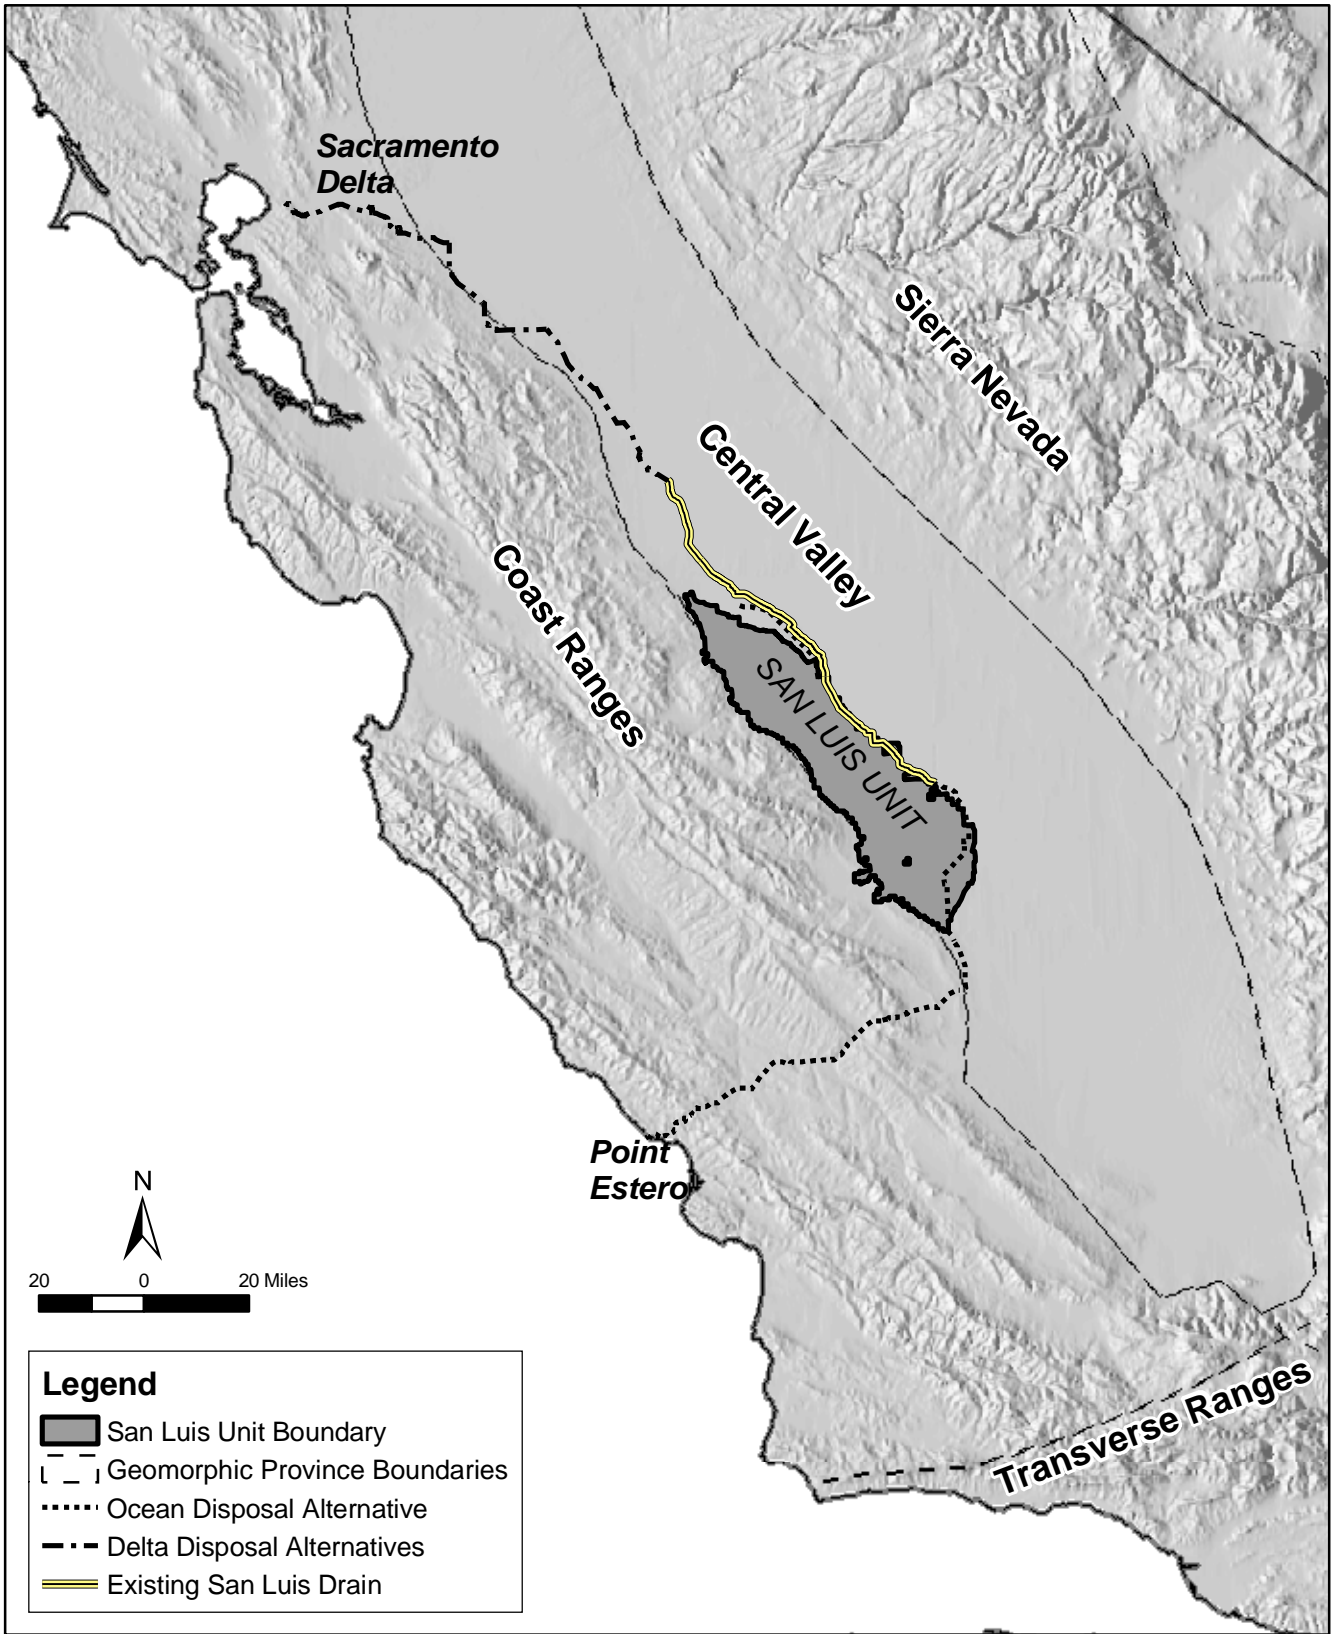 Sacramento
Delta
Sierra Nevada
Central Valley
Coast Ranges
SAN LUIS UNIT
Point
Estero
N
20 0 20 Miles
Transverse Ranges
Legend
San Luis Unit Boundary
Geomorphic Province Boundaries
Ocean Disposal Alternative
Delta Disposal Alternatives
Existing San Luis Drain